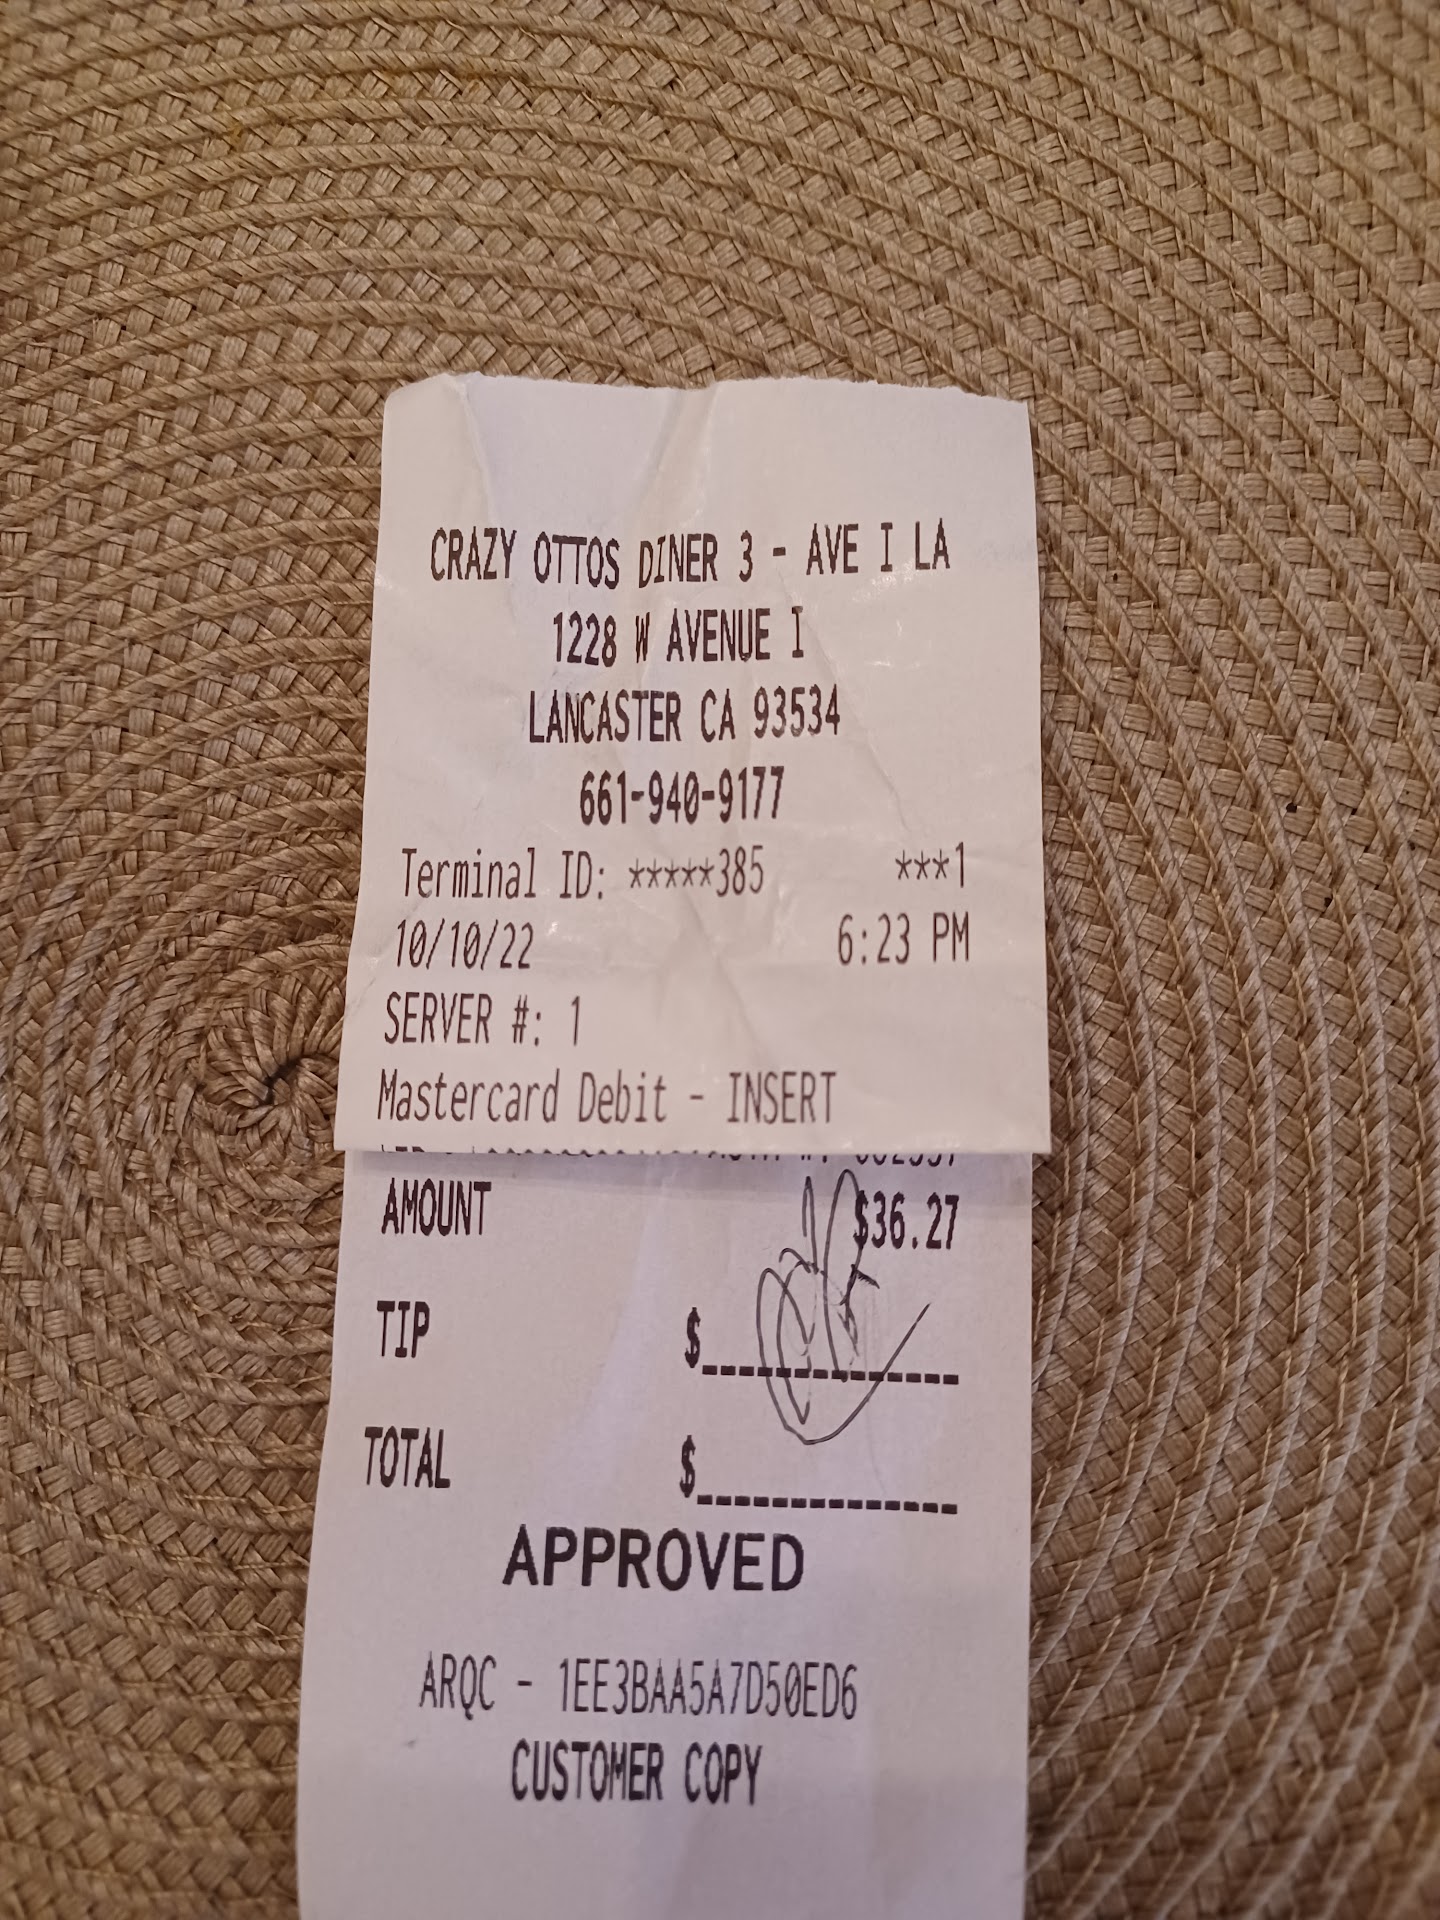 CRAZY OTTOS DINER 3 - AVE I LA
1228 W AVENUE I
LANCASTER CA 93534
661-940-9177
Terminal ID: *****385 ***1
10/10/22 6:23 PM
SERVER #: 1
Mastercard Debit - INSERT
AMOUNT $36.27
TIP $
TOTAL $
APPROVED
ARQC - 1EE3BAA5A7D50ED6
CUSTOMER COPY